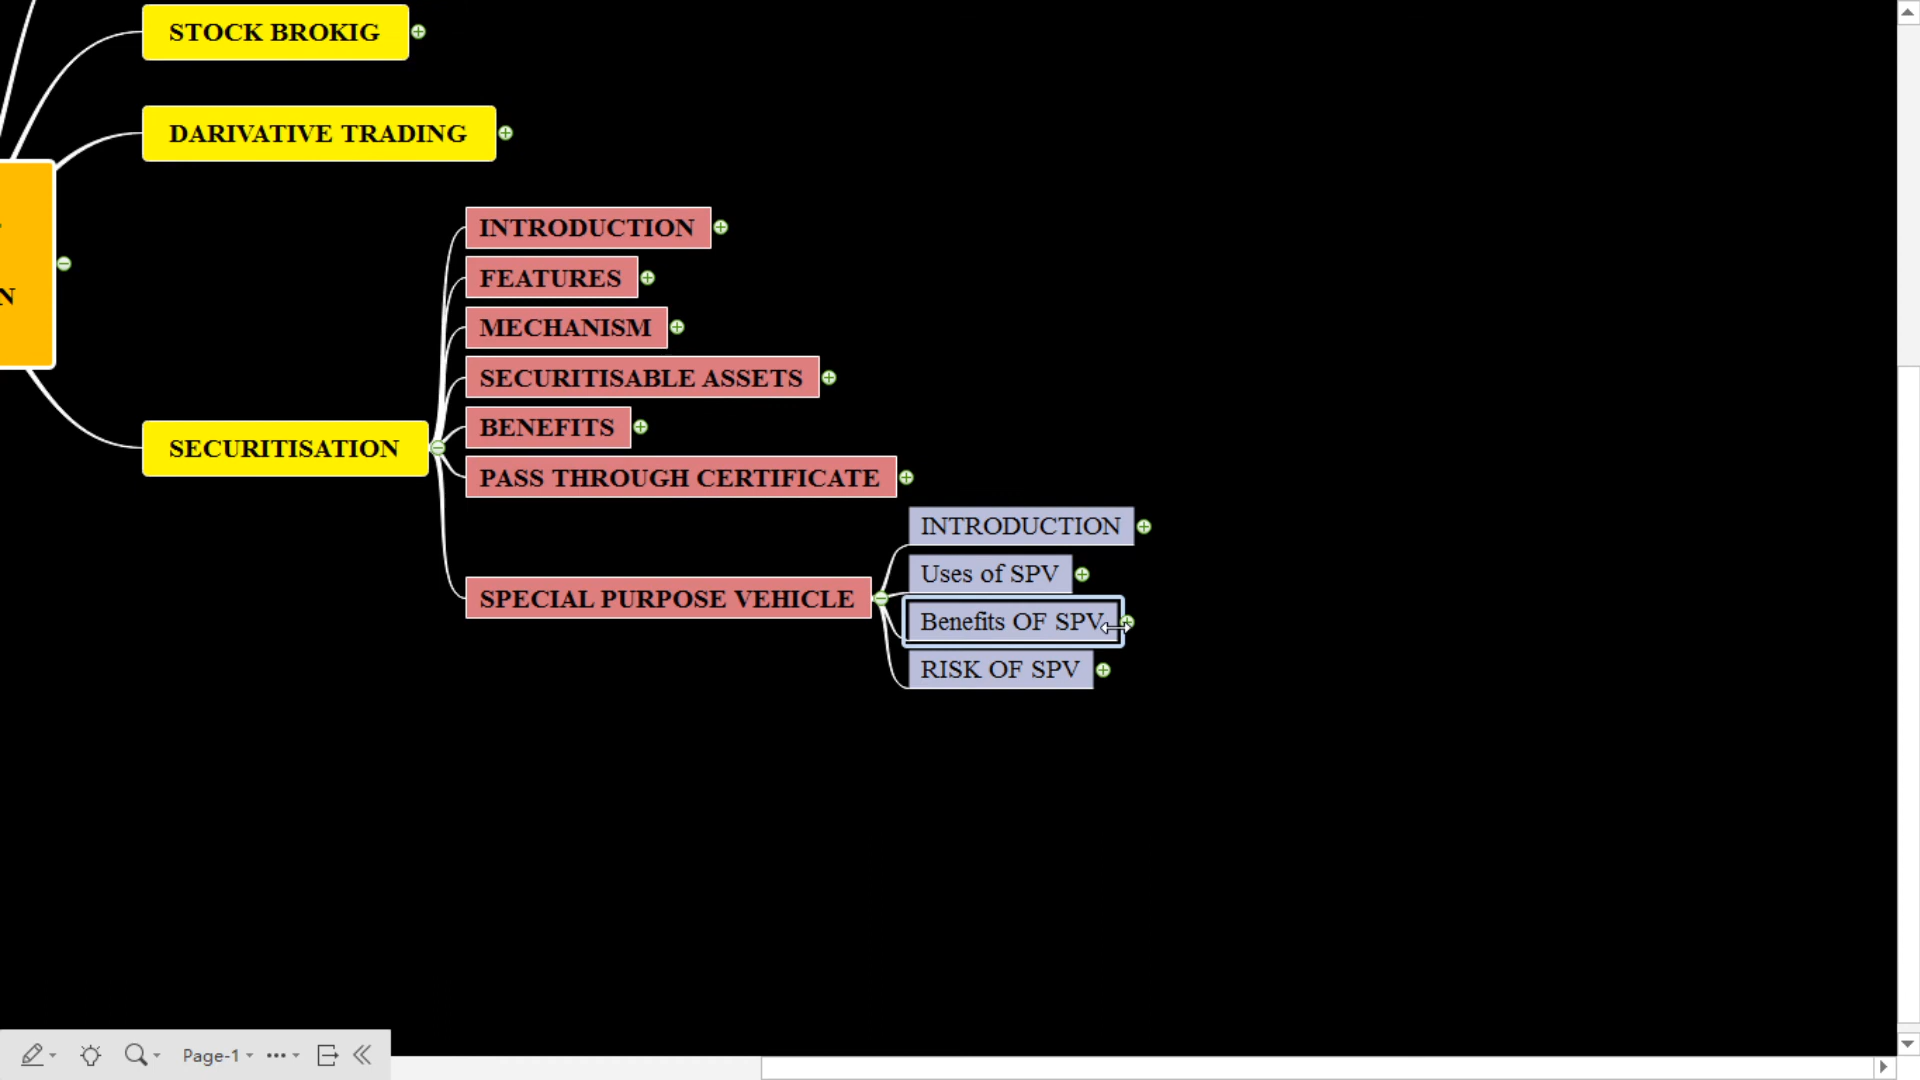 STOCK BROKIG
DARIVATIVE TRADING
N
INTRODUCTION
FEATURES
MECHANISM
SECURITISABLE ASSETS
BENEFITS
SECURITISATION
PASS THROUGH CERTIFICATE
SPECIAL PURPOSE VEHICLE
INTRODUCTION
Uses of SPV
Benefits OF SPV
RISK OF SPV
Page-1